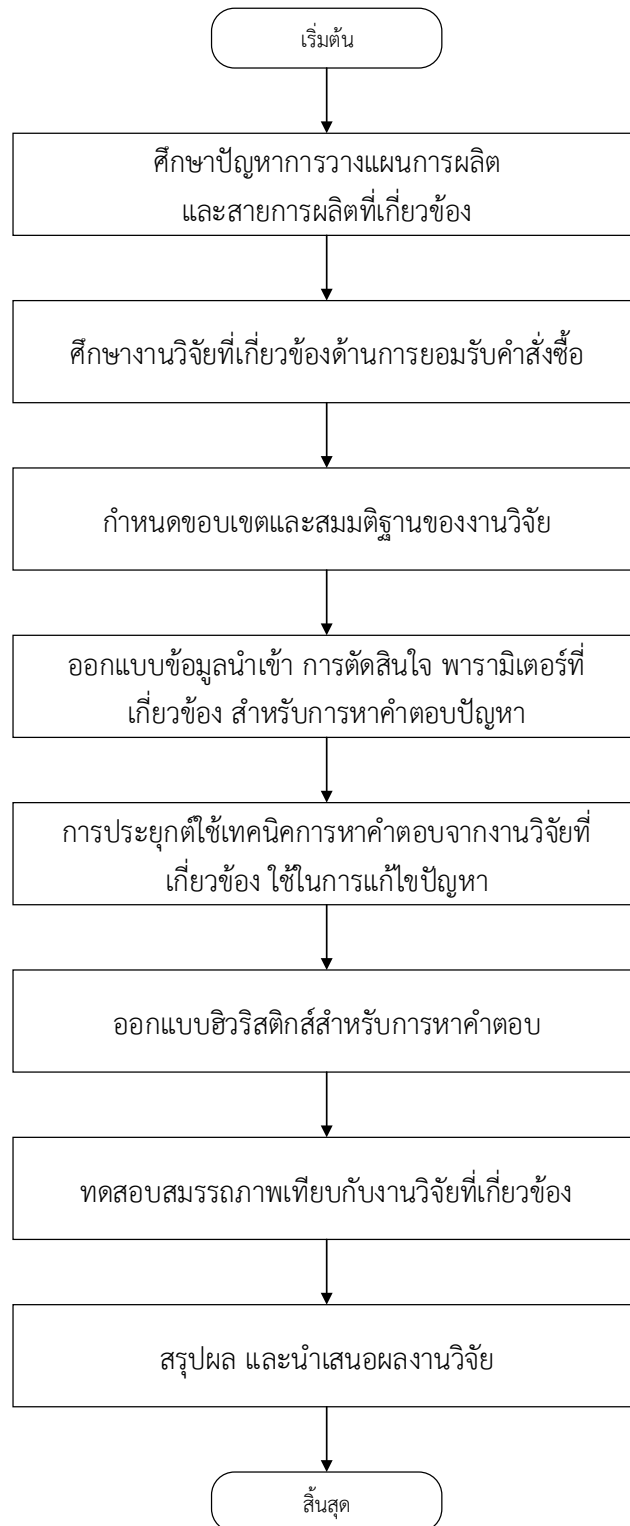 เริ่มต้น
ศึกษาปัญหาการวางแผนการผลิต
และสายการผลิตที่เกี่ยวข้อง
ศึกษางานวิจัยที่เกี่ยวข้องด้านการยอมรับคำสั่งซื้อ
กำหนดขอบเขตและสมมติฐานของงานวิจัย
ออกแบบข้อมูลนำเข้า การตัดสินใจ พารามิเตอร์ที่
เกี่ยวข้อง สำหรับการหาคำตอบปัญหา
การประยุกต์ใช้เทคนิคการหาคำตอบจากงานวิจัยที่
เกี่ยวข้อง ใช้ในการแก้ไขปัญหา
ออกแบบฮิวริสติกส์สำหรับการหาคำตอบ
ทดสอบสมรรถภาพเทียบกับงานวิจัยที่เกี่ยวข้อง
สรุปผล และนำเสนอผลงานวิจัย
สิ้นสุด